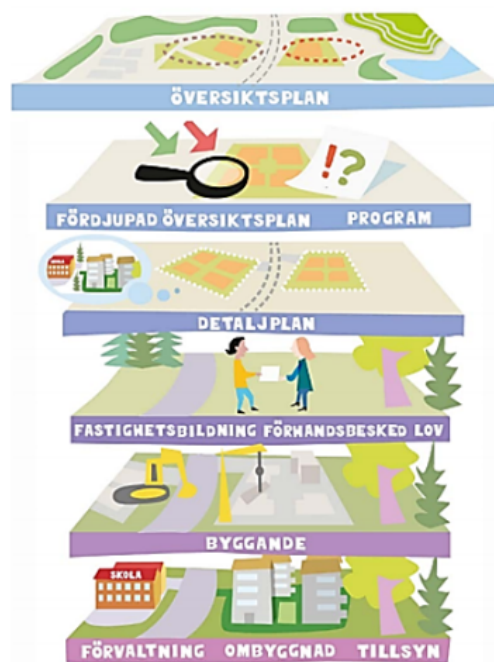 ÖVERSIKTSPLAN
!?
FÖRDJUPAD ÖVERSIKTSPLAN PROGRAM
DETALJPLAN
FASTIGHETSBILDNING FÖRHANDSBESKED LOV
BYGGANDE
SKOLA
FÖRVALTNING OMBYGGNAD TILLSYN